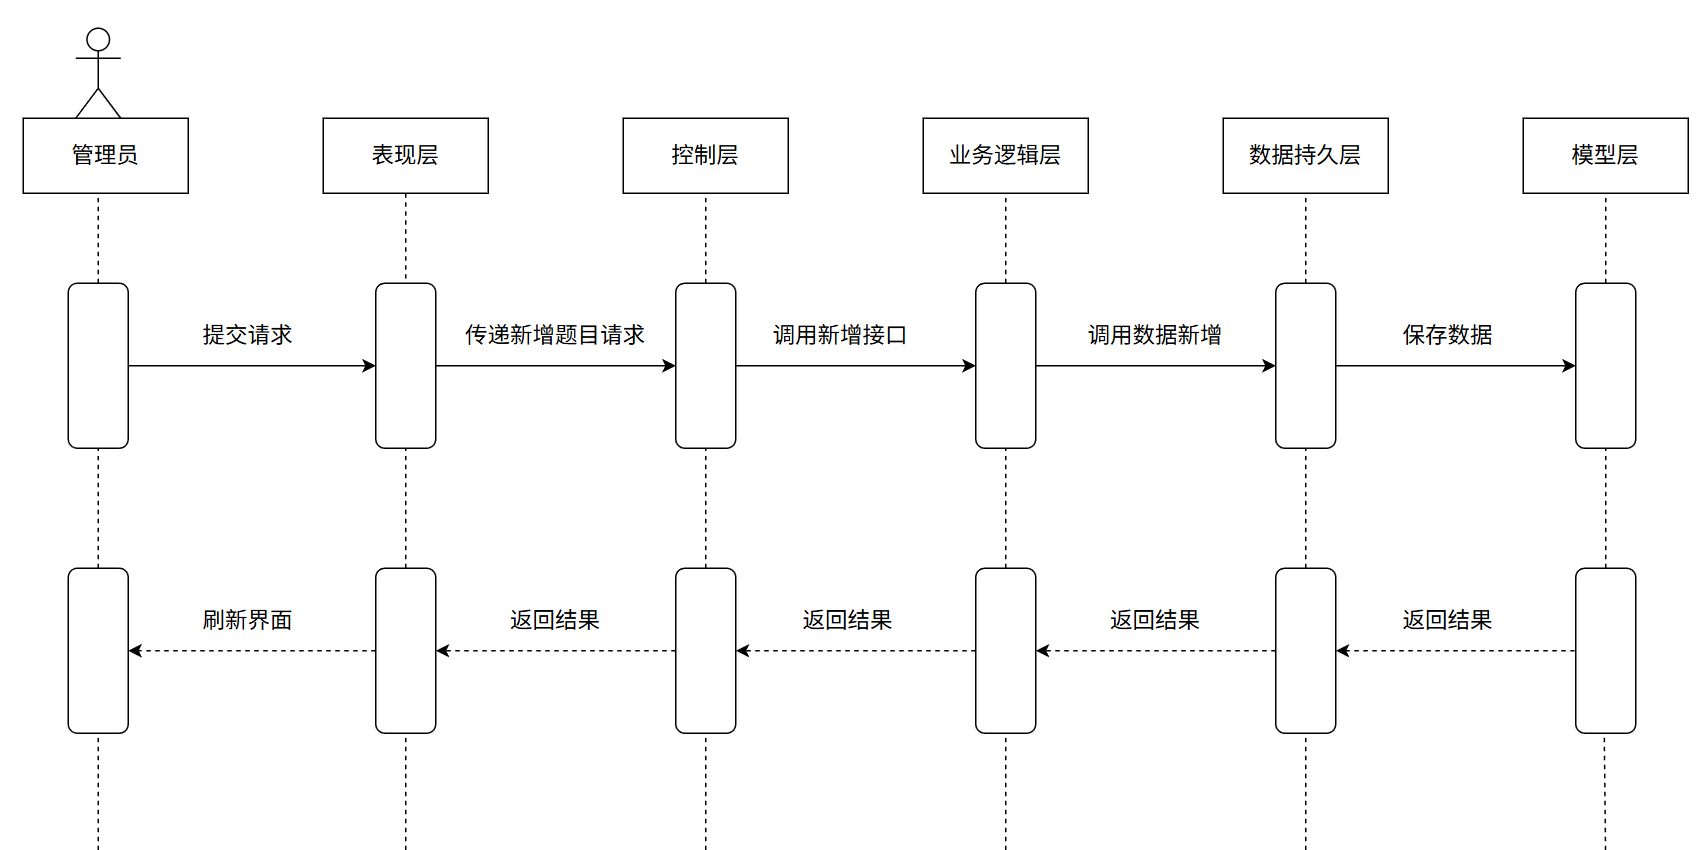 管理员
表现层
控制层
业务逻辑层
数据持久层
模型层
提交请求
传递新增题目请求
调用新增接口
调用数据新增
保存数据
刷新界面
返回结果
返回结果
返回结果
返回结果